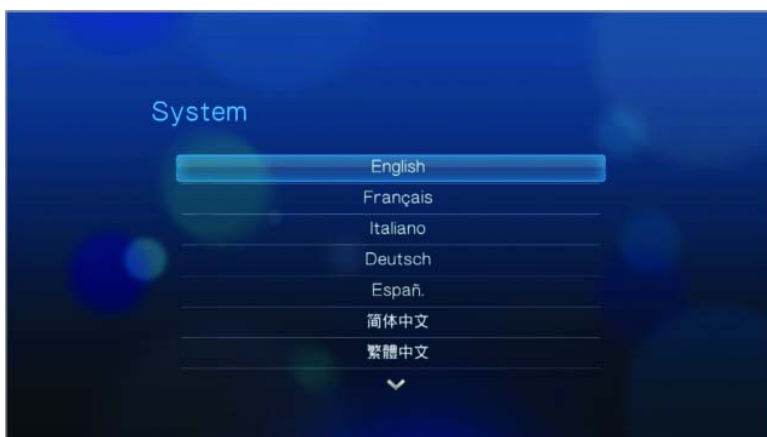 System
English
Français
Italiano
Deutsch
Españ.
简体中文
繁體中文